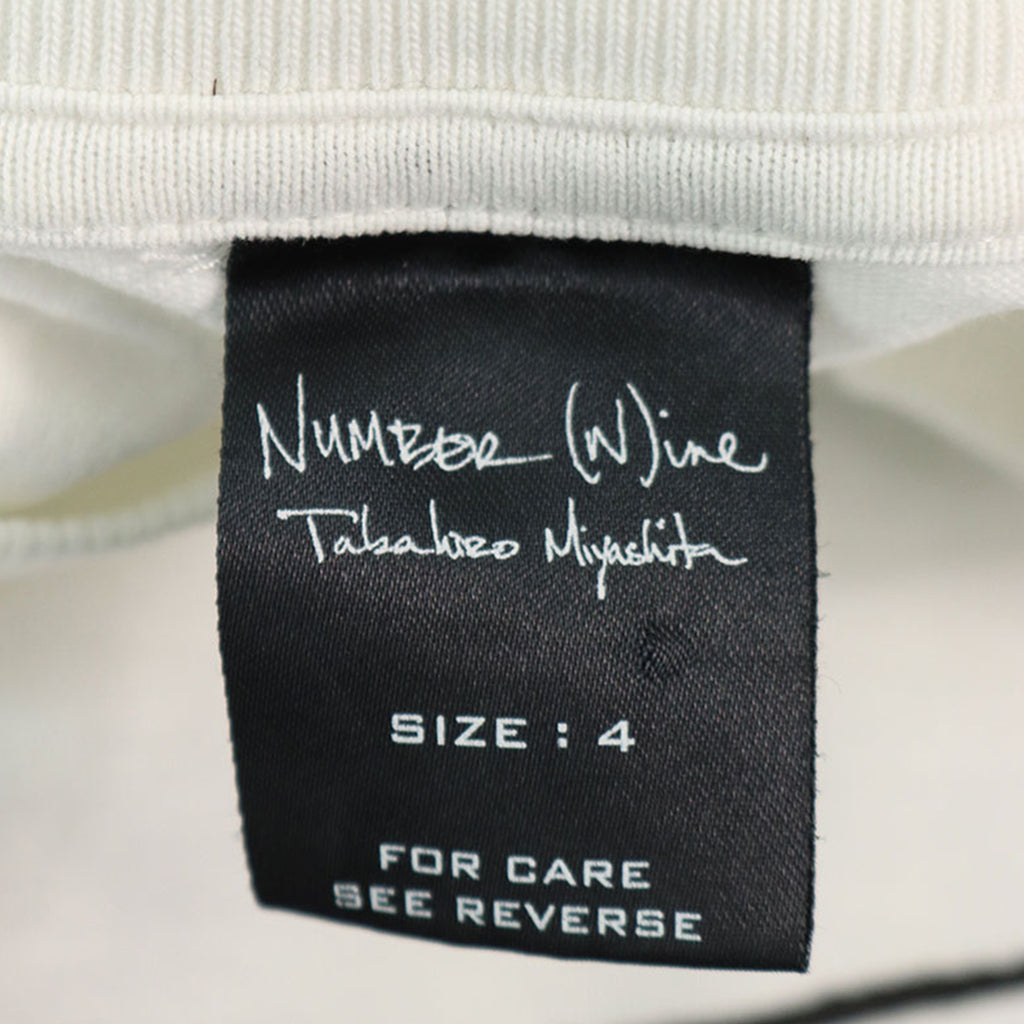 NUMBER (N)ine
Takahiro Miyashita
SIZE : 4
FOR CARE
SEE REVERSE